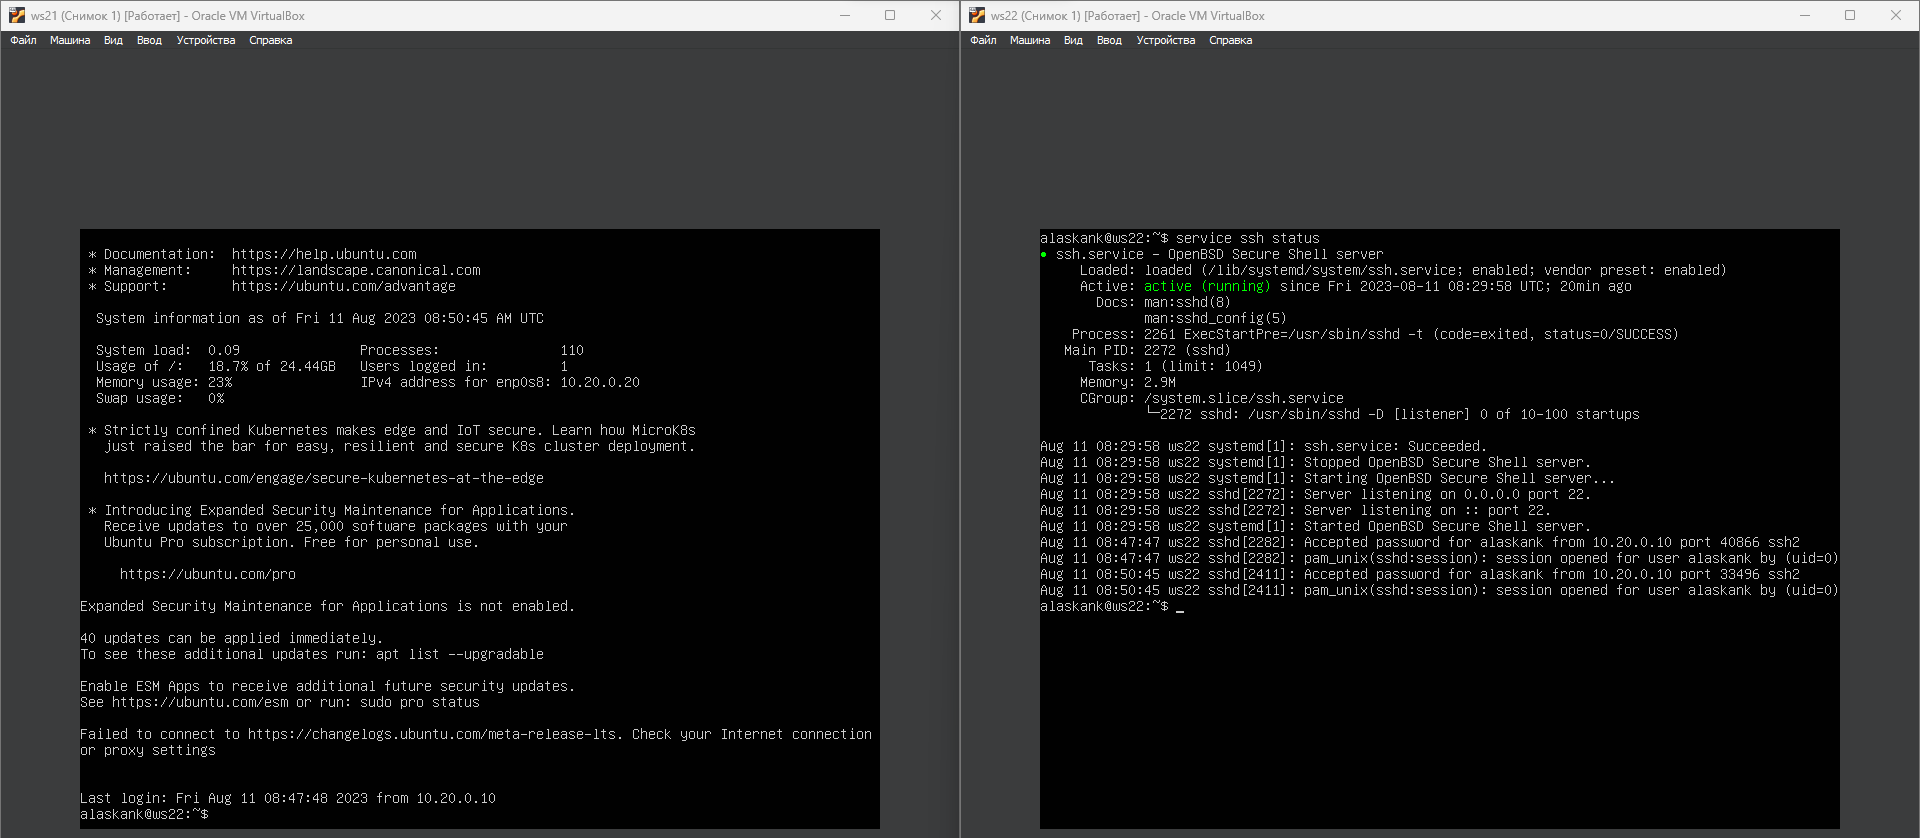 ws21 (Снимок 1) [Работает] - Oracle VM VirtualBox
Файл Машина Вид Ввод Устройства Справка
* Documentation: https://help.ubuntu.com
* Management: https://landscape.canonical.com
* Support: https://ubuntu.com/advantage
System information as of Fri 11 Aug 2023 08:50:45 AM UTC
System load: 0.09 Processes: 110
Usage of /: 18.7% of 24.44GB Users logged in: 1
Memory usage: 23% IPv4 address for enp0s8: 10.20.0.20
Swap usage: 0%
* Strictly confined Kubernetes makes edge and IoT secure. Learn how MicroK8s
just raised the bar for easy, resilient and secure K8s cluster deployment.
https://ubuntu.com/engage/secure-kubernetes-at-the-edge
* Introducing Expanded Security Maintenance for Applications.
Receive updates to over 25,000 software packages with your
Ubuntu Pro subscription. Free for personal use.
https://ubuntu.com/pro
Expanded Security Maintenance for Applications is not enabled.
40 updates can be applied immediately.
To see these additional updates run: apt list --upgradable
Enable ESM Apps to receive additional future security updates.
See https://ubuntu.com/esm or run: sudo pro status
Failed to connect to https://changelogs.ubuntu.com/meta-release-lts. Check your Internet connection
or proxy settings
Last login: Fri Aug 11 08:47:48 2023 from 10.20.0.10
alaskank@ws22:~$
ws22 (Снимок 1) [Работает] - Oracle VM VirtualBox
Файл Машина Вид Ввод Устройства Справка
alaskank@ws22:~$ service ssh status
● ssh.service - OpenBSD Secure Shell server
Loaded: loaded (/lib/systemd/system/ssh.service; enabled; vendor preset: enabled)
Active: active (running) since Fri 2023-08-11 08:29:58 UTC; 20min ago
Docs: man:sshd(8)
man:sshd_config(5)
Process: 2261 ExecStartPre=/usr/sbin/sshd -t (code=exited, status=0/SUCCESS)
Main PID: 2272 (sshd)
Tasks: 1 (limit: 1049)
Memory: 2.9M
CGroup: /system.slice/ssh.service
└─2272 sshd: /usr/sbin/sshd -D [listener] 0 of 10-100 startups
Aug 11 08:29:58 ws22 systemd[1]: ssh.service: Succeeded.
Aug 11 08:29:58 ws22 systemd[1]: Stopped OpenBSD Secure Shell server.
Aug 11 08:29:58 ws22 systemd[1]: Starting OpenBSD Secure Shell server...
Aug 11 08:29:58 ws22 sshd[2272]: Server listening on 0.0.0.0 port 22.
Aug 11 08:29:58 ws22 sshd[2272]: Server listening on :: port 22.
Aug 11 08:29:58 ws22 systemd[1]: Started OpenBSD Secure Shell server.
Aug 11 08:47:47 ws22 sshd[2282]: Accepted password for alaskank from 10.20.0.10 port 40866 ssh2
Aug 11 08:47:47 ws22 sshd[2282]: pam_unix(sshd:session): session opened for user alaskank by (uid=0)
Aug 11 08:50:45 ws22 sshd[2411]: Accepted password for alaskank from 10.20.0.10 port 33496 ssh2
Aug 11 08:50:45 ws22 sshd[2411]: pam_unix(sshd:session): session opened for user alaskank by (uid=0)
alaskank@ws22:~$ _